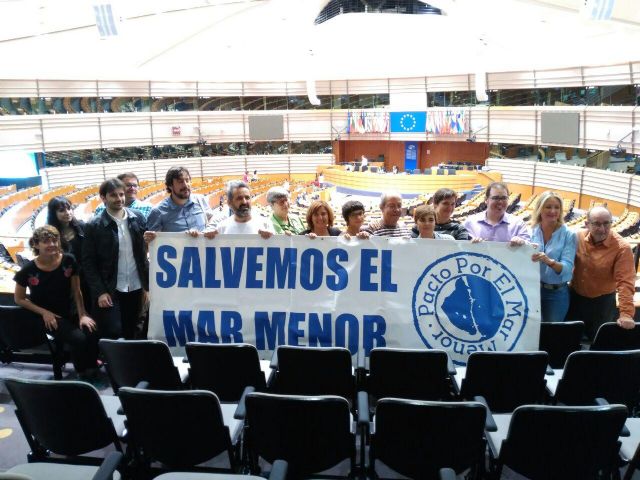 SALVEMOS EL
MAR MENOR
Pacto Por El Mar Menor